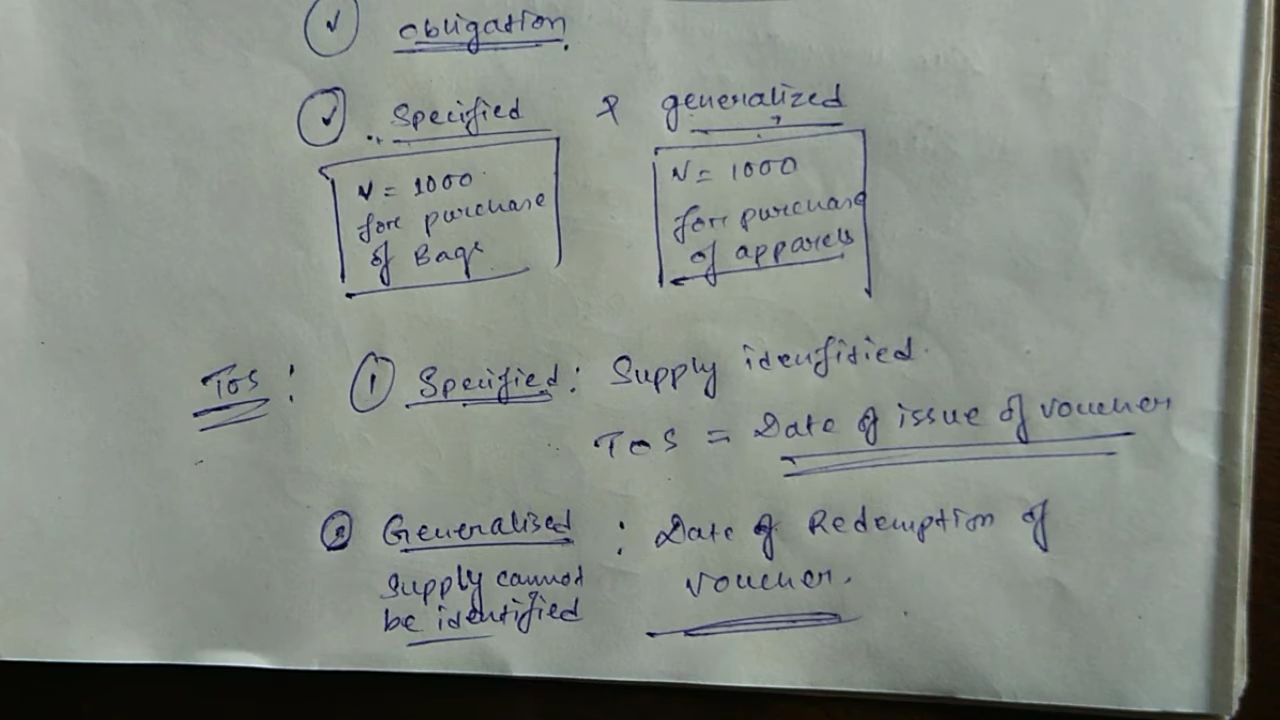 ✓ obligation.
✓ Specified & generalized
V = 1000
for purchase
of Bags
V = 1000
for purchase
of apparels
TOS : ① Specified : Supply identified.
TOS = Date of issue of voucher
② Generalised : Date of Redemption of
voucher.
Supply cannot
be identified